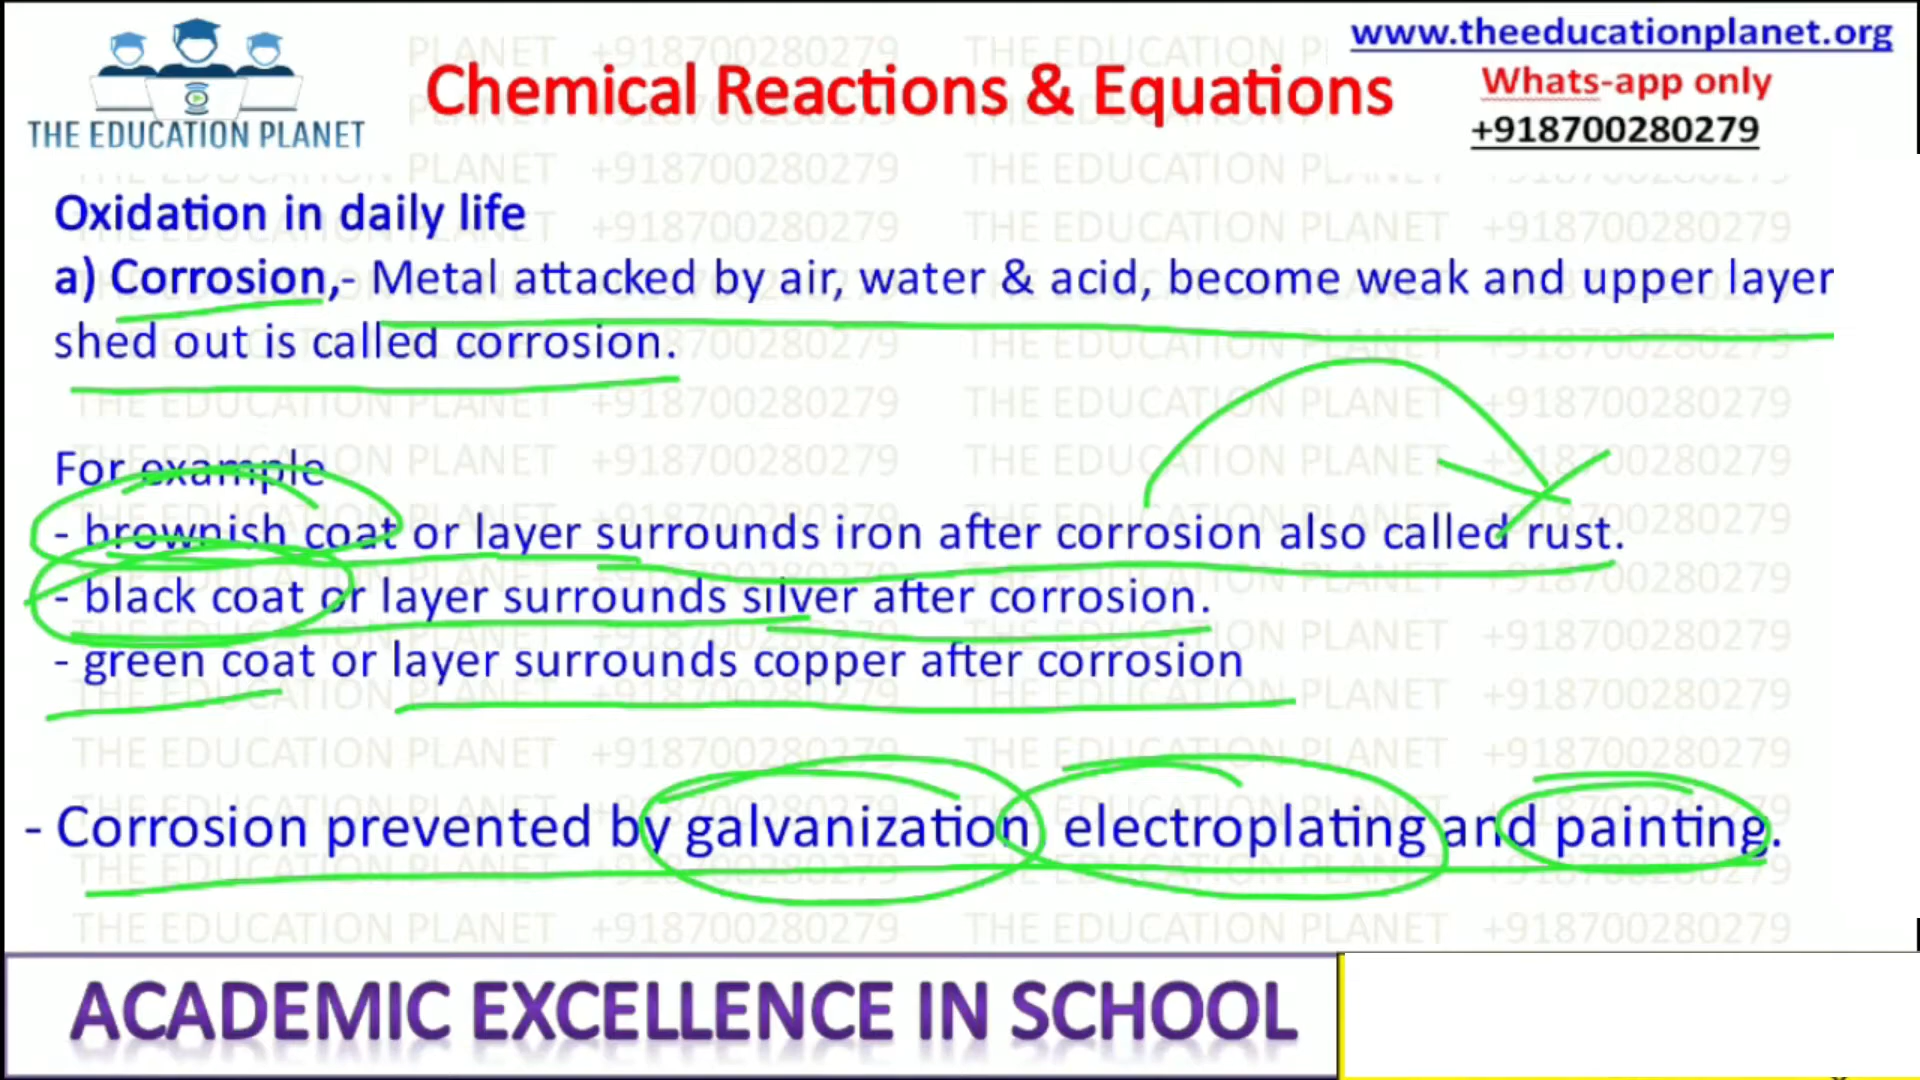 www.theeducationplanet.org
Chemical Reactions & Equations
Whats-app only
+918700280279
THE EDUCATION PLANET
Oxidation in daily life
a) Corrosion,- Metal attacked by air, water & acid, become weak and upper layer
shed out is called corrosion.
For example
- brownish coat or layer surrounds iron after corrosion also called rust.
- black coat or layer surrounds silver after corrosion.
- green coat or layer surrounds copper after corrosion
- Corrosion prevented by galvanization electroplating and painting.
ACADEMIC EXCELLENCE IN SCHOOL